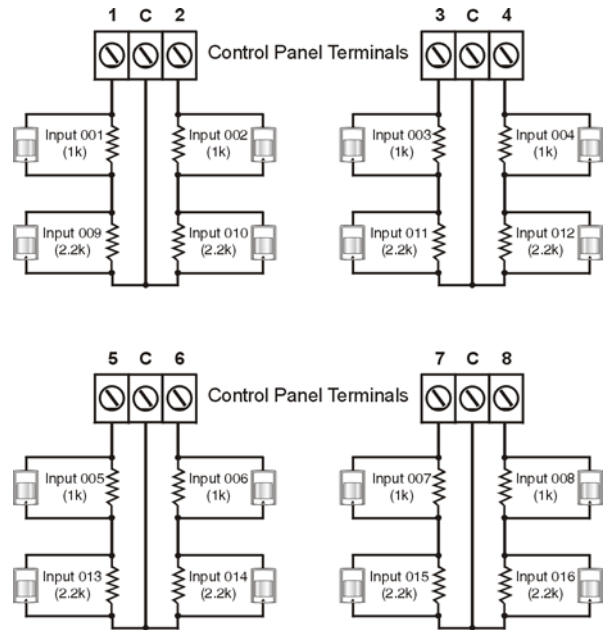 1 C 2
3 C 4
Control Panel Terminals
Input 001
(1k)
Input 002
(1k)
Input 003
(1k)
Input 004
(1k)
Input 009
(2.2k)
Input 010
(2.2k)
Input 011
(2.2k)
Input 012
(2.2k)
5 C 6
7 C 8
Control Panel Terminals
Input 005
(1k)
Input 006
(1k)
Input 007
(1k)
Input 008
(1k)
Input 013
(2.2k)
Input 014
(2.2k)
Input 015
(2.2k)
Input 016
(2.2k)